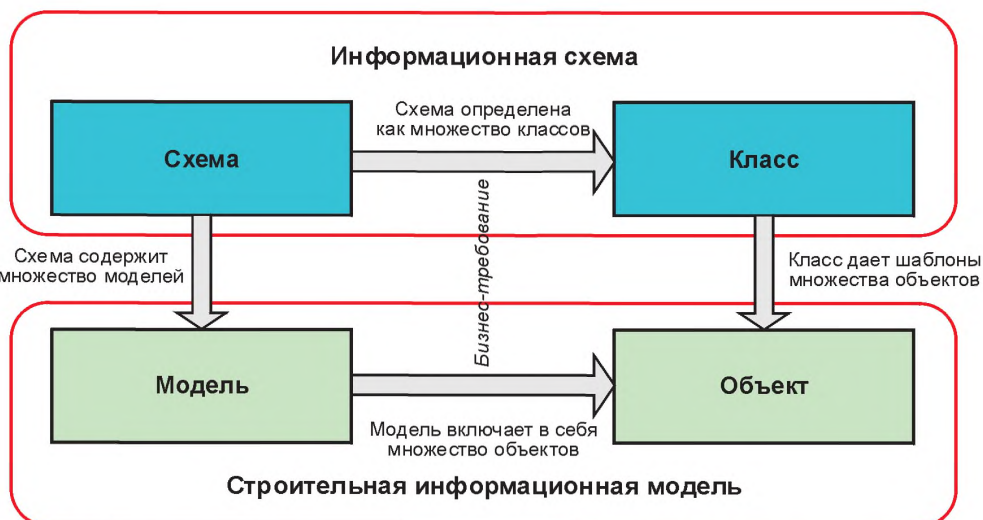 Информационная схема
Схема определена
как множество классов
Схема
Класс
Бизнес-требование
Схема содержит
множество моделей
Класс дает шаблоны
множества объектов
Модель
Объект
Модель включает в себя
множество объектов
Строительная информационная модель